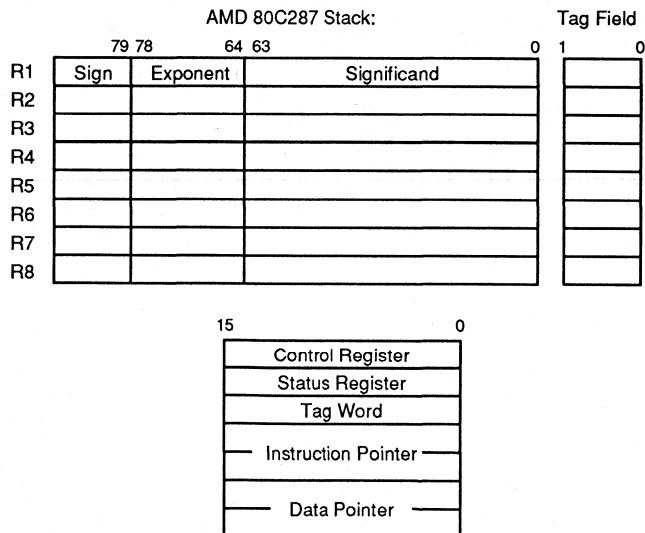 AMD 80C287 Stack: Tag Field
79 78 64 63 0 1 0
R1 Sign Exponent Significand
R2
R3
R4
R5
R6
R7
R8
15 0
Control Register
Status Register
Tag Word
Instruction Pointer
Data Pointer